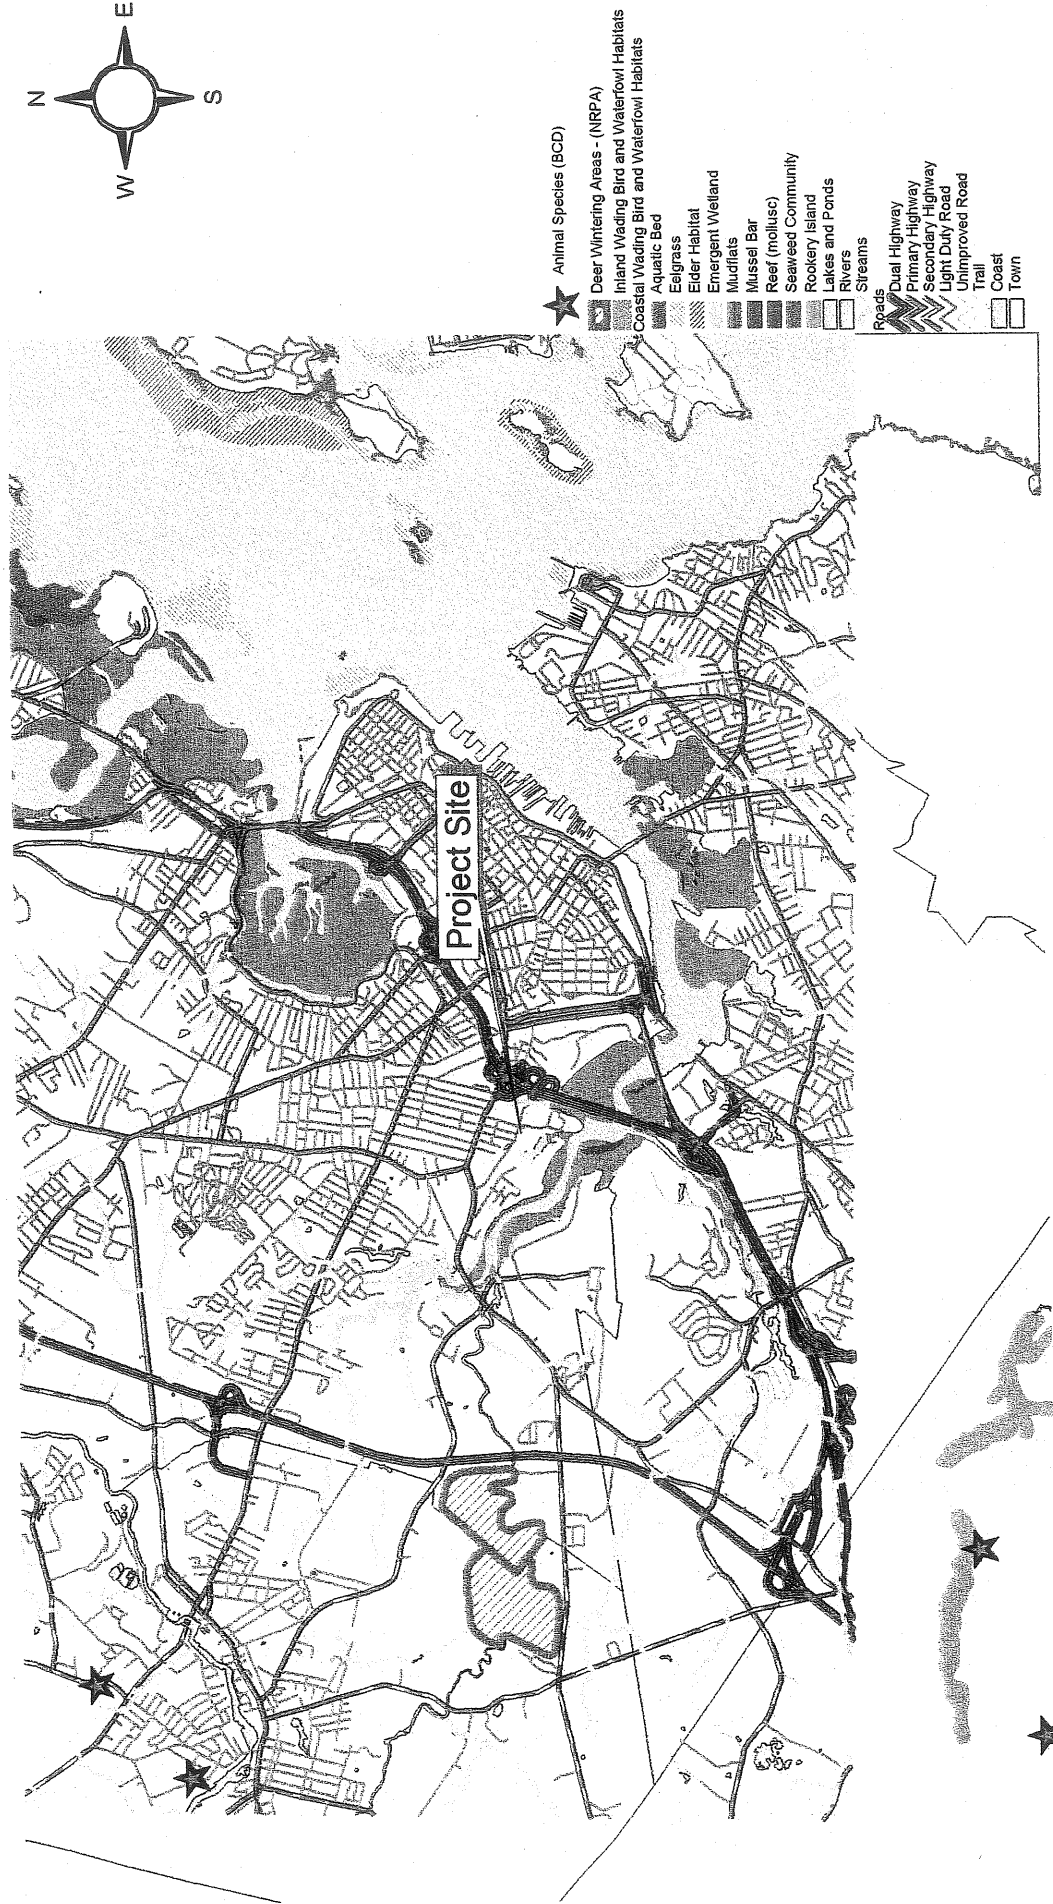 N
E
S
W
Animal Species (BCD)
Deer Wintering Areas - (NRPA)
Inland Wading Bird and Waterfowl Habitats
Coastal Wading Bird and Waterfowl Habitats
Aquatic Bed
Eelgrass
Eider Habitat
Emergent Wetland
Mudflats
Mussel Bar
Reef (mollusc)
Seaweed Community
Rookery Island
Lakes and Ponds
Rivers
Streams
Roads
Dual Highway
Primary Highway
Secondary Highway
Light Duty Road
Unimproved Road
Trail
Coast
Town
Project Site